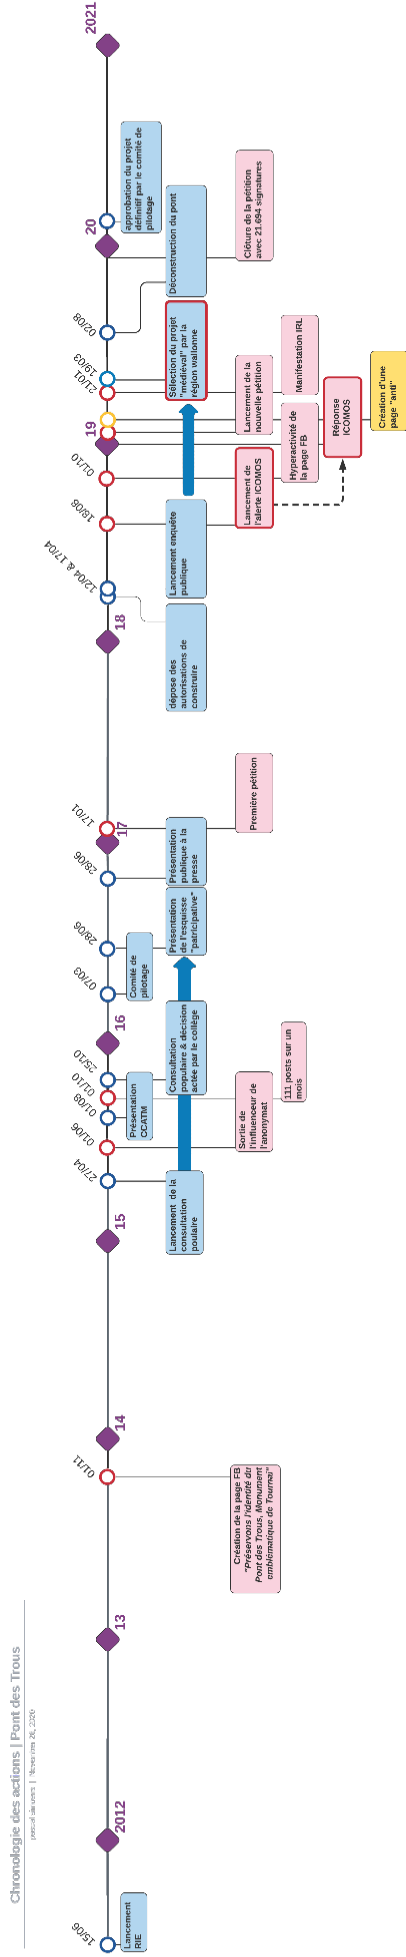 Chronologie des actions | Pont des Trous
| November 26, 2020
15/06
Lancement
RIE
2012
13
01/11
Création de la page FB
"Préservons l'identité du
Pont des Trous, Monument
emblématique de Tournai"
14
15
27/04
Lancement de la
consultation
poulaire
01/06
Sortie de
l'influenceur de
l'anonymat
01/09
Présentation
CCATM
01/10
111 posts sur un
mois
25/10
Consultation
populaire & décision
actée par le collège
16
07/03
Comité de
pilotage
28/06
Présentation
de l'esquisse
"patricipative"
28/06
Présentation
publique à la
presse
17
17/01
Première pétition
18
12/04 & 17/04
dépose des
autorisations de
construire
18/08
Lancement enquête
publique
Lancement de
l'alerte ICOMOS
01/10
Hyperactivité de
la page FB
19
Réponse
ICOMOS
Lancement de la
nouvelle pétition
Création d'une
page "anti"
21/01
Manifestation IRL
19/03
Sélection du projet
"médiéval" par la
région wallonne
02/08
Déconstruction du pont
20
Clôture de la pétition
avec 21.694 signatures
approbation du projet
définitif par le comité de
pilotage
2021